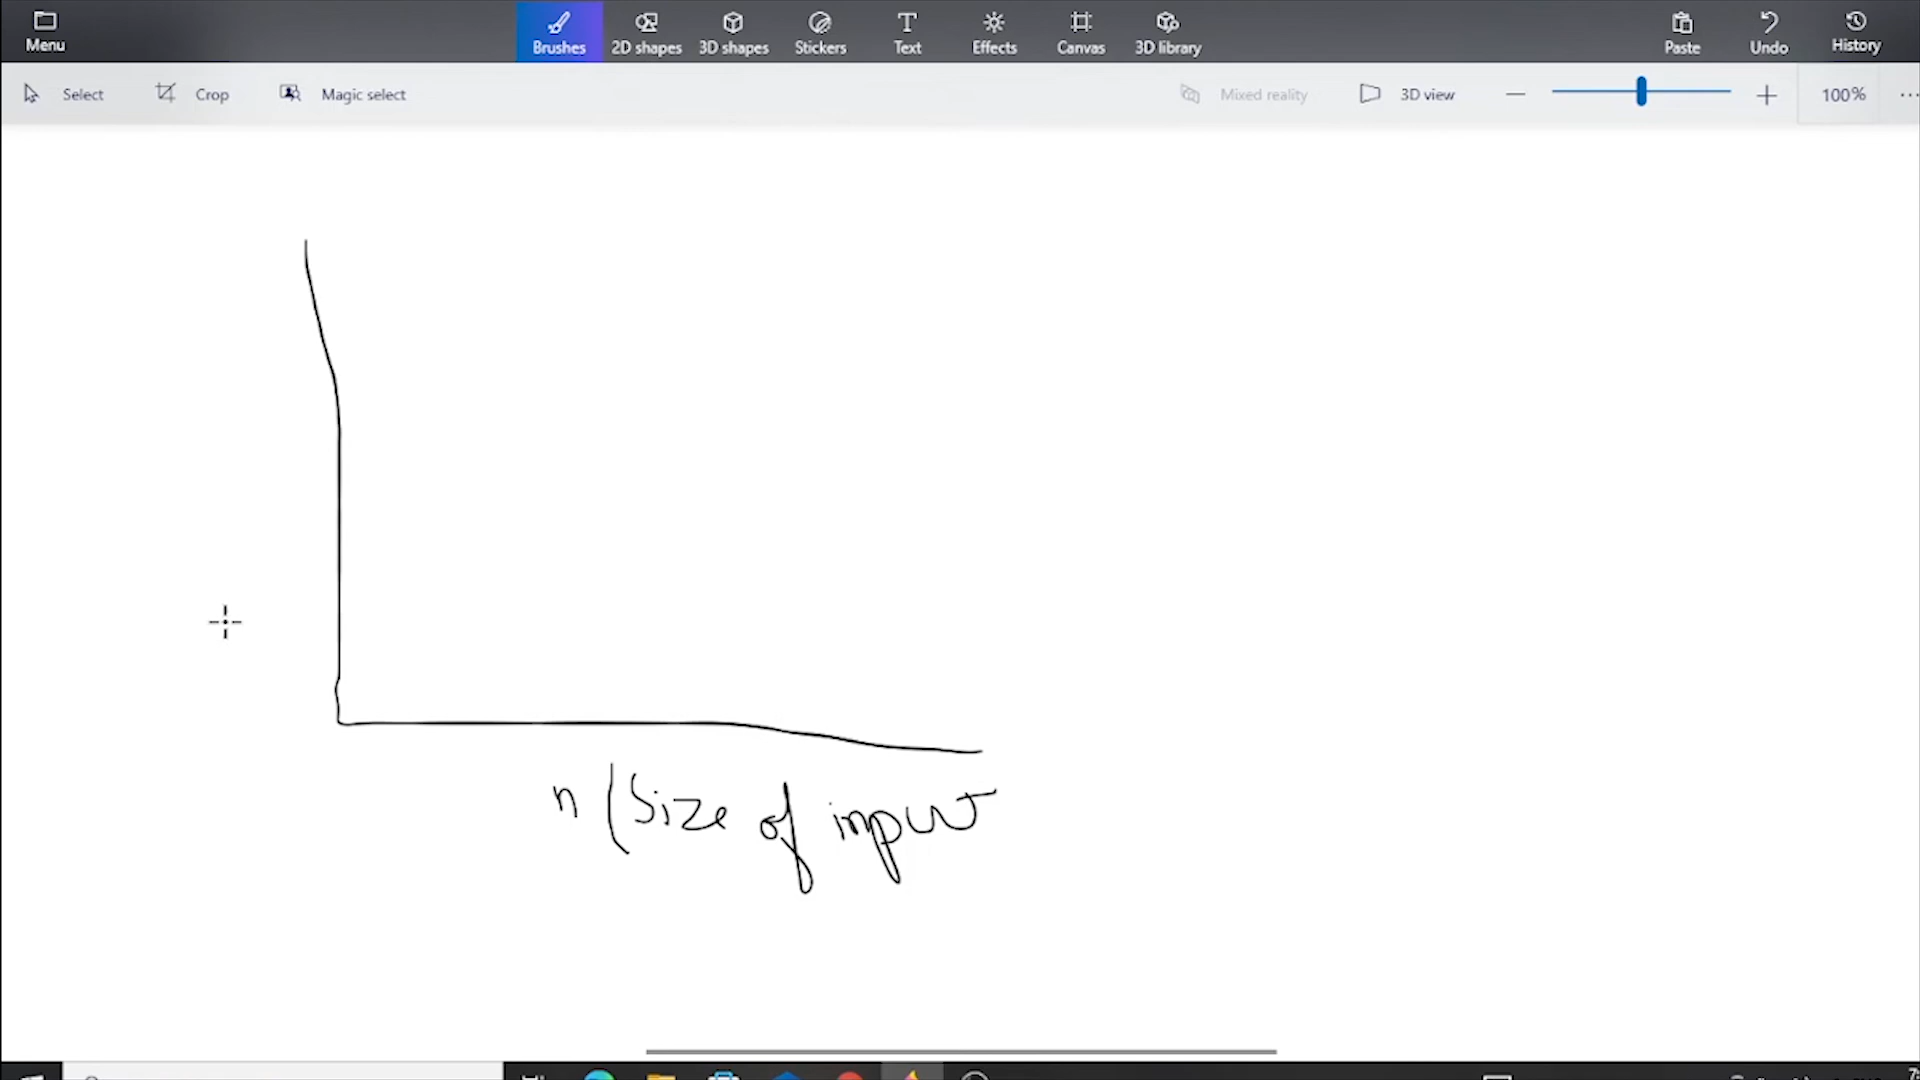 Menu
Brushes
2D shapes
3D shapes
Stickers
Text
Effects
Canvas
3D library
Paste
Undo
History
Select
Crop
Magic select
Mixed reality
3D view
100%
n (Size of input